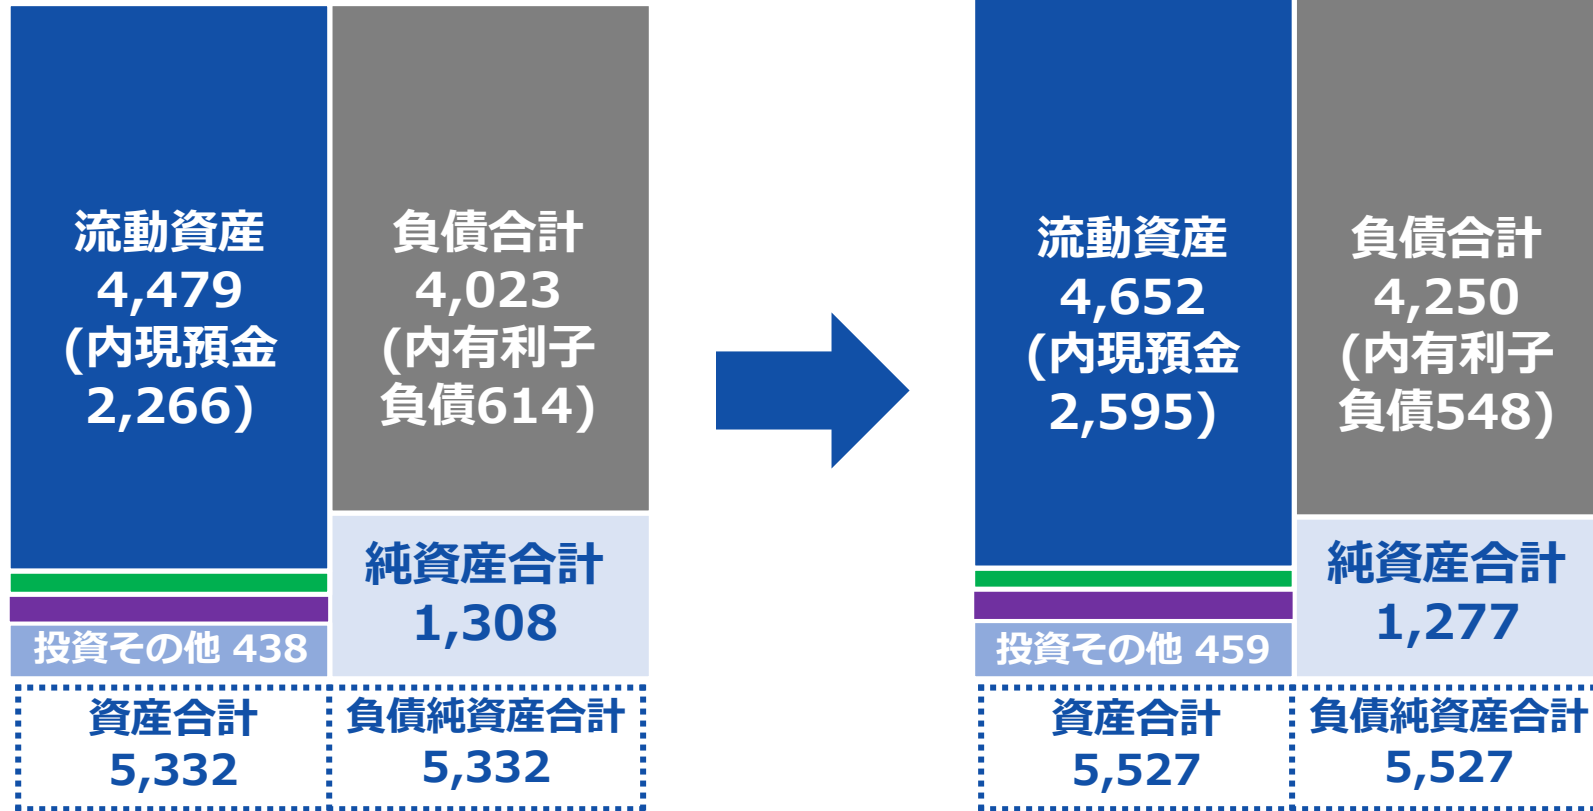 流動資産
4,479
(内現預金
2,266)
負債合計
4,023
(内有利子
負債614)
純資産合計
1,308
投資その他 438
資産合計
5,332
負債純資産合計
5,332
流動資産
4,652
(内現預金
2,595)
負債合計
4,250
(内有利子
負債548)
純資産合計
1,277
投資その他 459
資産合計
5,527
負債純資産合計
5,527